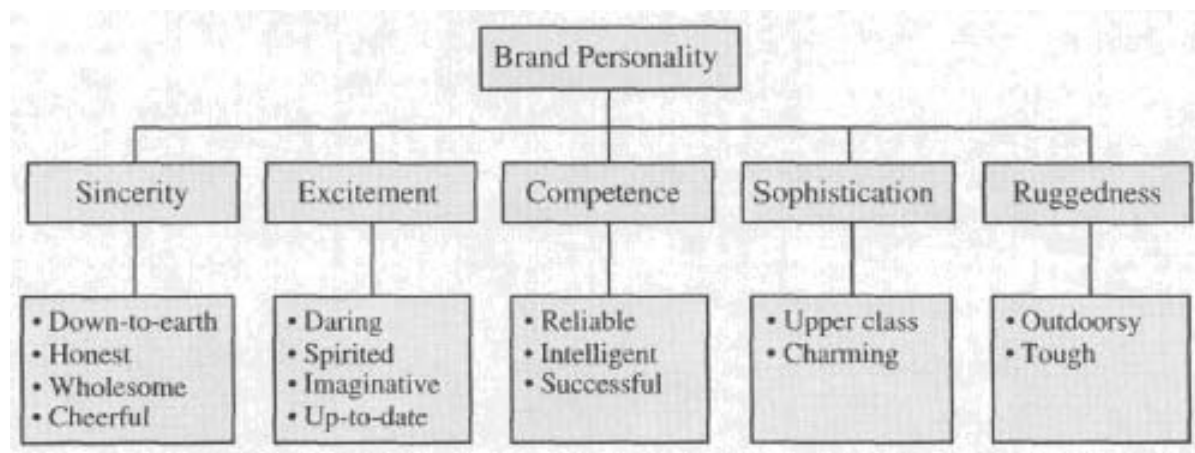 Brand Personality
Sincerity
Excitement
Competence
Sophistication
Ruggedness
• Down-to-earth
• Honest
• Wholesome
• Cheerful
• Daring
• Spirited
• Imaginative
• Up-to-date
• Reliable
• Intelligent
• Successful
• Upper class
• Charming
• Outdoorsy
• Tough